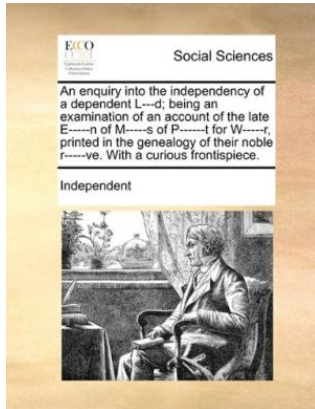 ECCO
Social Sciences
An enquiry into the independency of
a dependent L---d; being an
examination of an account of the late
E-----n of M-----s of P------t for W-----r,
printed in the genealogy of their noble
r-----ve. With a curious frontispiece.
Independent